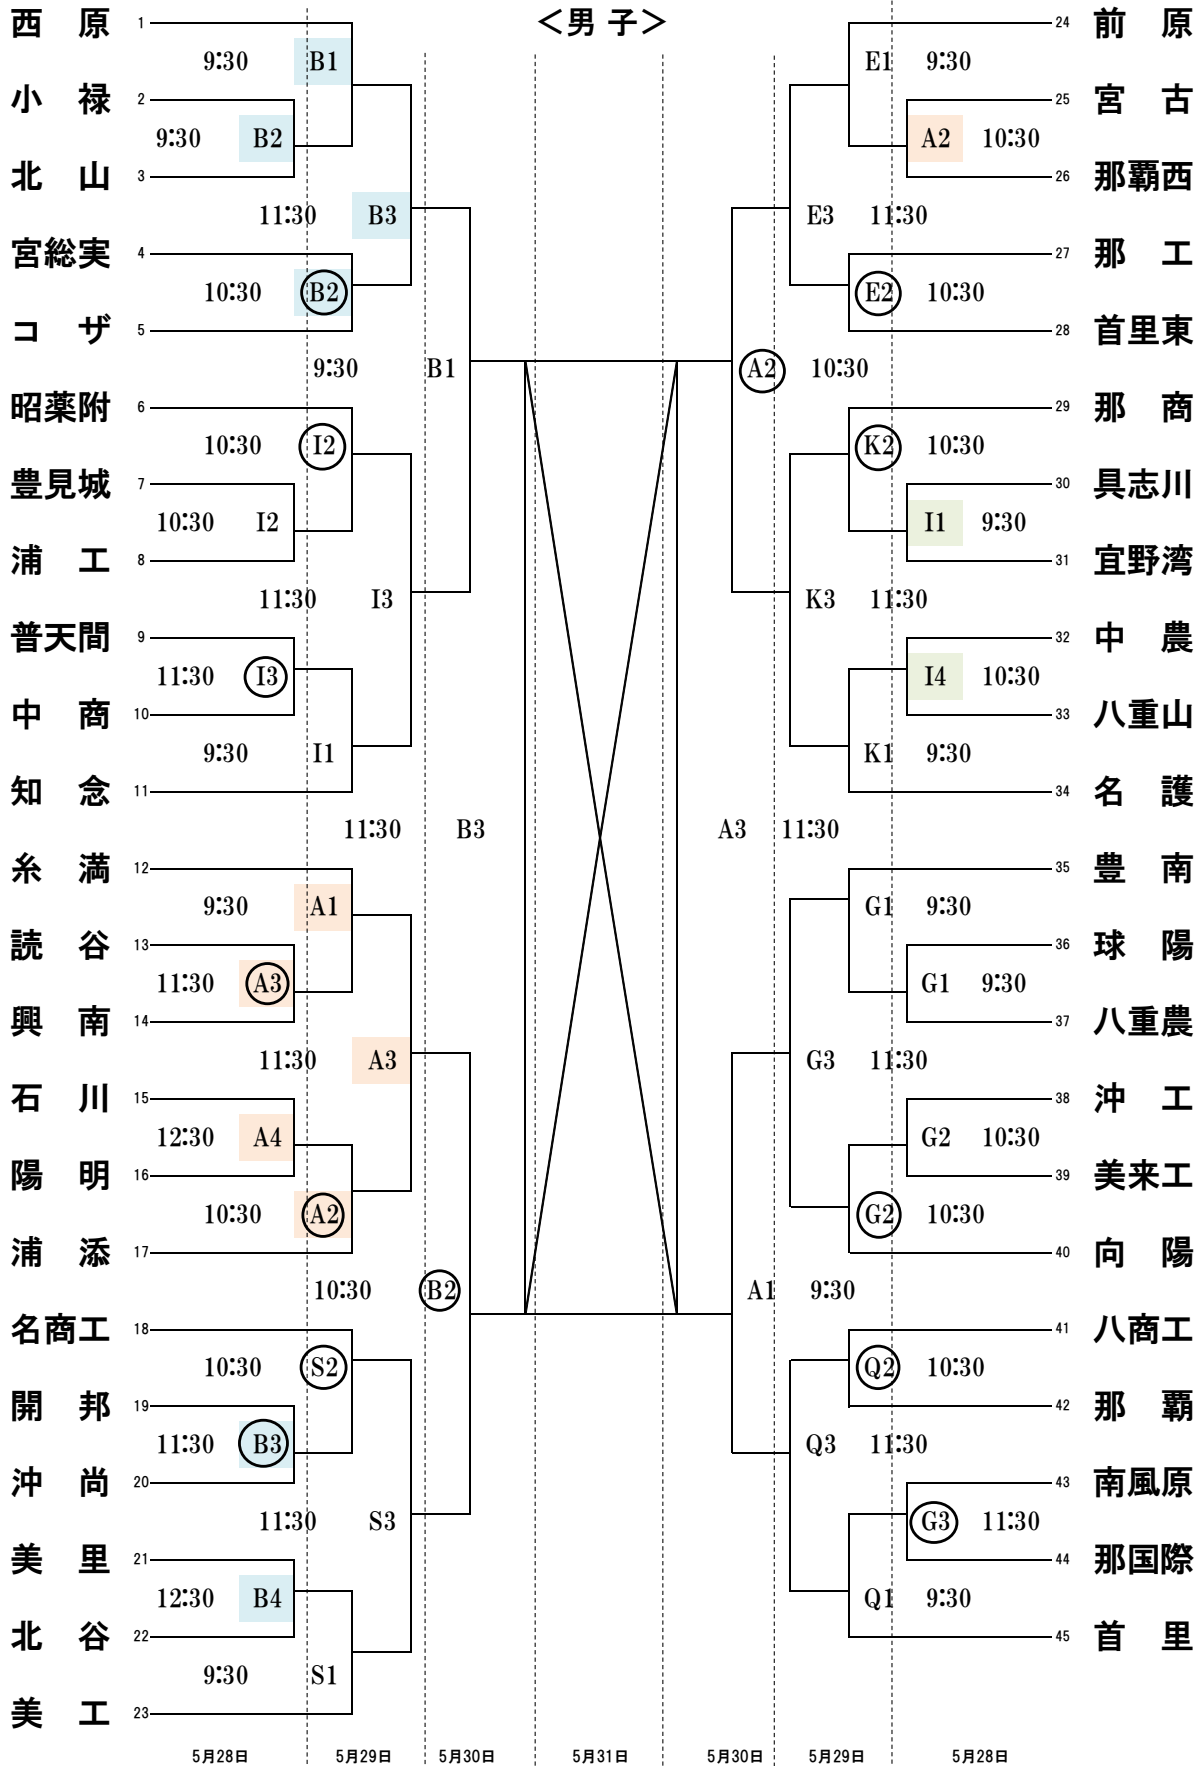 ＜男 子＞
西 原 1
9:30 B1
小 禄 2
9:30 B2
北 山 3
11:30 B3
宮総実 4
10:30 B2
コ ザ 5
9:30 B1
昭薬附 6
10:30 I2
豊見城 7
10:30 I2
浦 工 8
11:30 I3
普天間 9
11:30 I3
中 商 10
9:30 I1
知 念 11
11:30 B3
糸 満 12
9:30 A1
読 谷 13
11:30 A3
興 南 14
11:30 A3
石 川 15
12:30 A4
陽 明 16
10:30 A2
浦 添 17
10:30 B2
名商工 18
10:30 S2
開 邦 19
11:30 B3
沖 尚 20
11:30 S3
美 里 21
12:30 B4
北 谷 22
9:30 S1
美 工 23
24 前 原
E1 9:30
25 宮 古
A2 10:30
26 那覇西
E3 11:30
27 那 工
E2 10:30
28 首里東
A2 10:30
29 那 商
K2 10:30
30 具志川
I1 9:30
31 宜野湾
K3 11:30
32 中 農
I4 10:30
33 八重山
K1 9:30
34 名 護
A3 11:30
35 豊 南
G1 9:30
36 球 陽
G1 9:30
37 八重農
G3 11:30
38 沖 工
G2 10:30
39 美来工
G2 10:30
40 向 陽
A1 9:30
41 八商工
Q2 10:30
42 那 覇
Q3 11:30
43 南風原
G3 11:30
44 那国際
Q1 9:30
45 首 里
5月28日 5月29日 5月30日 5月31日 5月30日 5月29日 5月28日